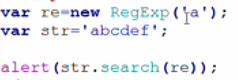 var re=new RegExp('a');
var str='abcdef';
alert(str.search(re));